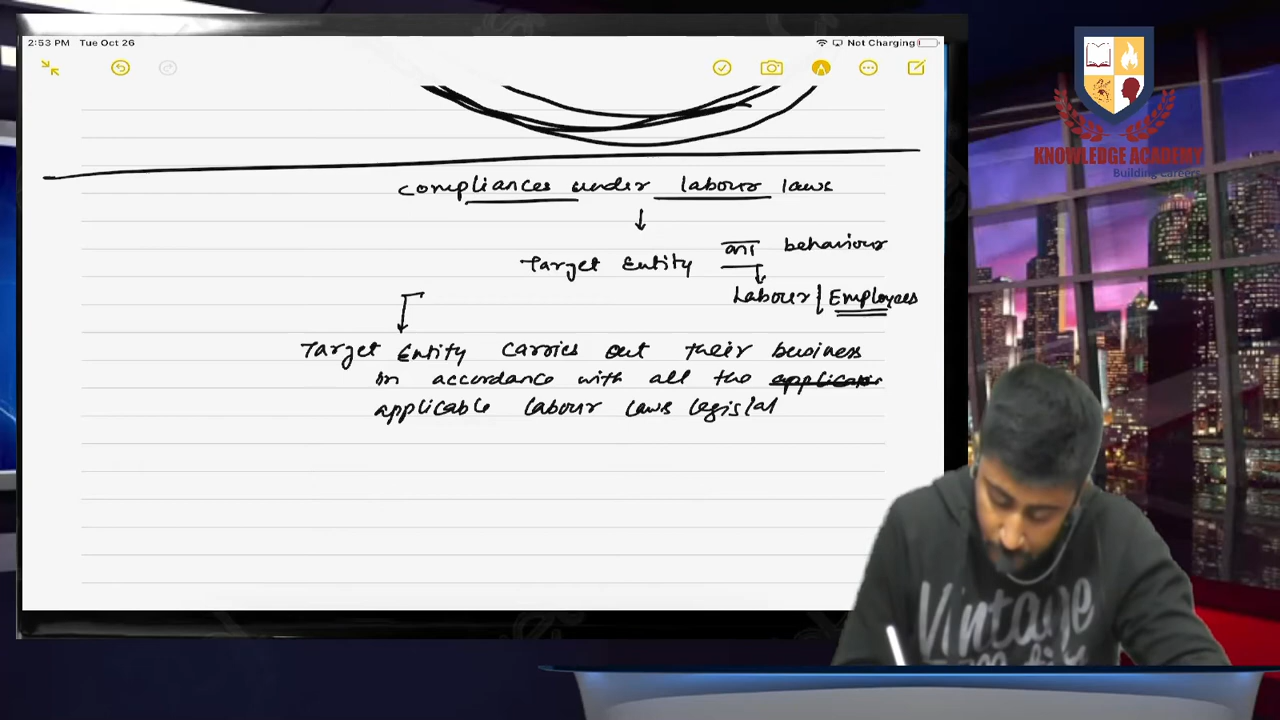 2:53 PM Tue Oct 26
Not Charging
KNOWLEDGE ACADEMY
Building Careers
compliances under labour laws
Target Entity behaviour
Labour | Employees
Target Entity carries out their business
in accordance with all the
applicable labour laws legislat
Vintage